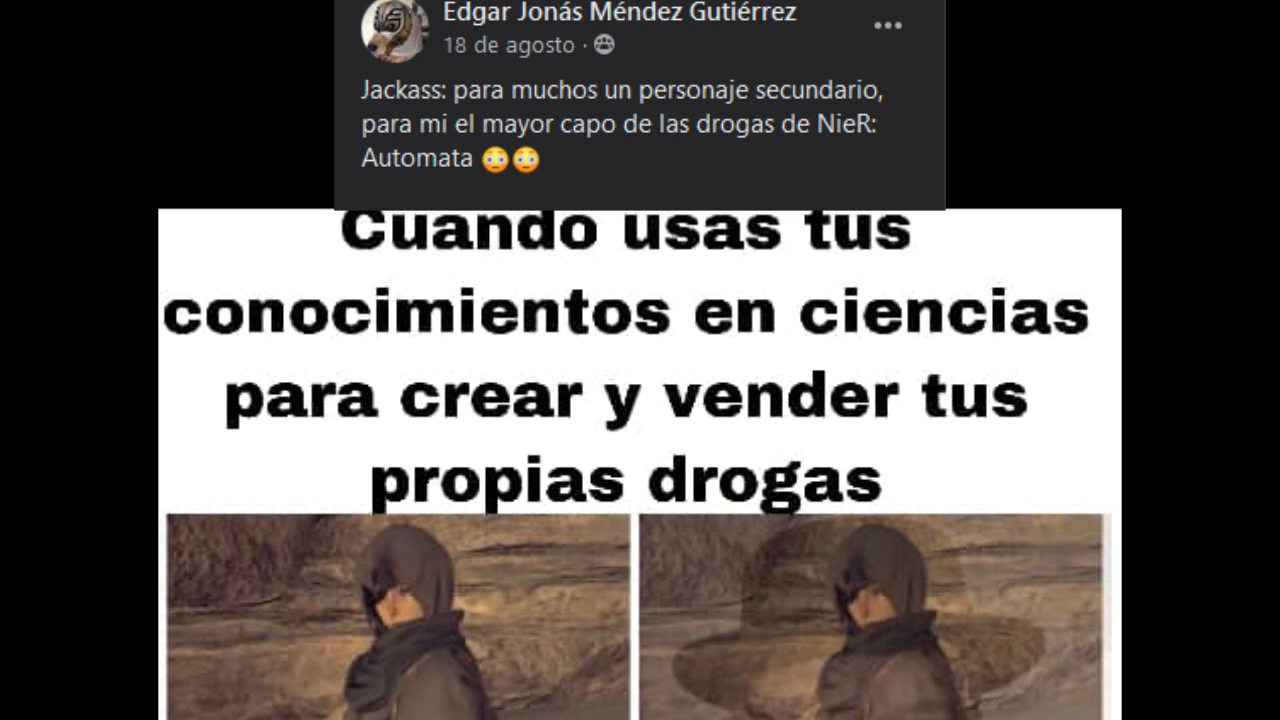 Edgar Jonás Méndez Gutiérrez
18 de agosto ·
Jackass: para muchos un personaje secundario,
para mi el mayor capo de las drogas de NieR:
Automata 😳😳
Cuando usas tus
conocimientos en ciencias
para crear y vender tus
propias drogas